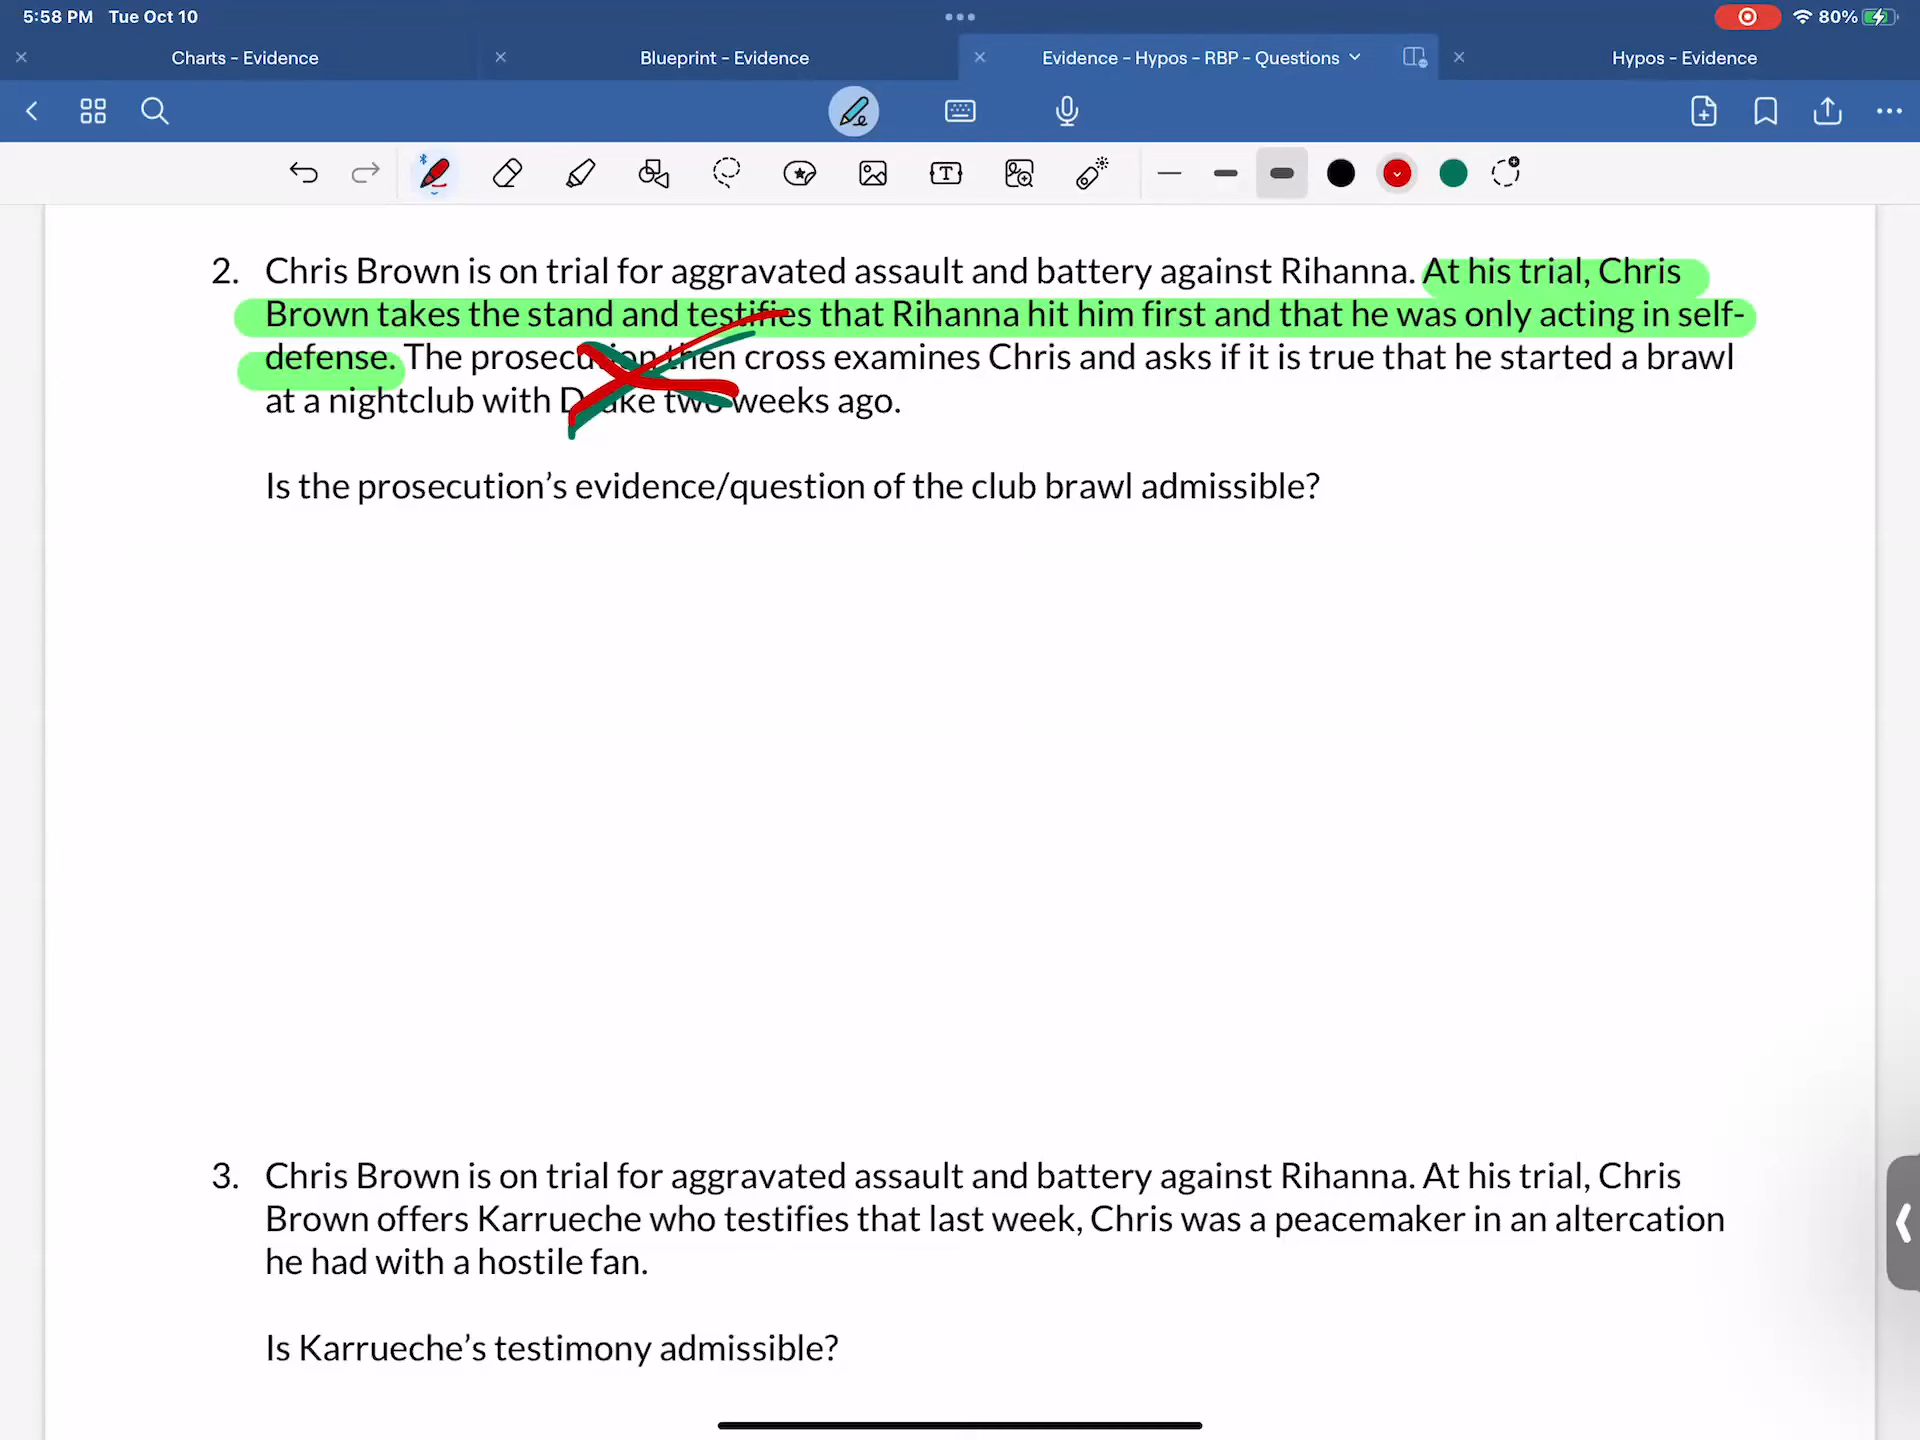 5:58 PM Tue Oct 10
80%
Charts - Evidence
Blueprint - Evidence
Evidence - Hypos - RBP - Questions
Hypos - Evidence
2. Chris Brown is on trial for aggravated assault and battery against Rihanna. At his trial, Chris
Brown takes the stand and testifies that Rihanna hit him first and that he was only acting in self-
defense. The prosecution then cross examines Chris and asks if it is true that he started a brawl
at a nightclub with Drake two weeks ago.
Is the prosecution's evidence/question of the club brawl admissible?
3. Chris Brown is on trial for aggravated assault and battery against Rihanna. At his trial, Chris
Brown offers Karrueche who testifies that last week, Chris was a peacemaker in an altercation
he had with a hostile fan.
Is Karrueche's testimony admissible?